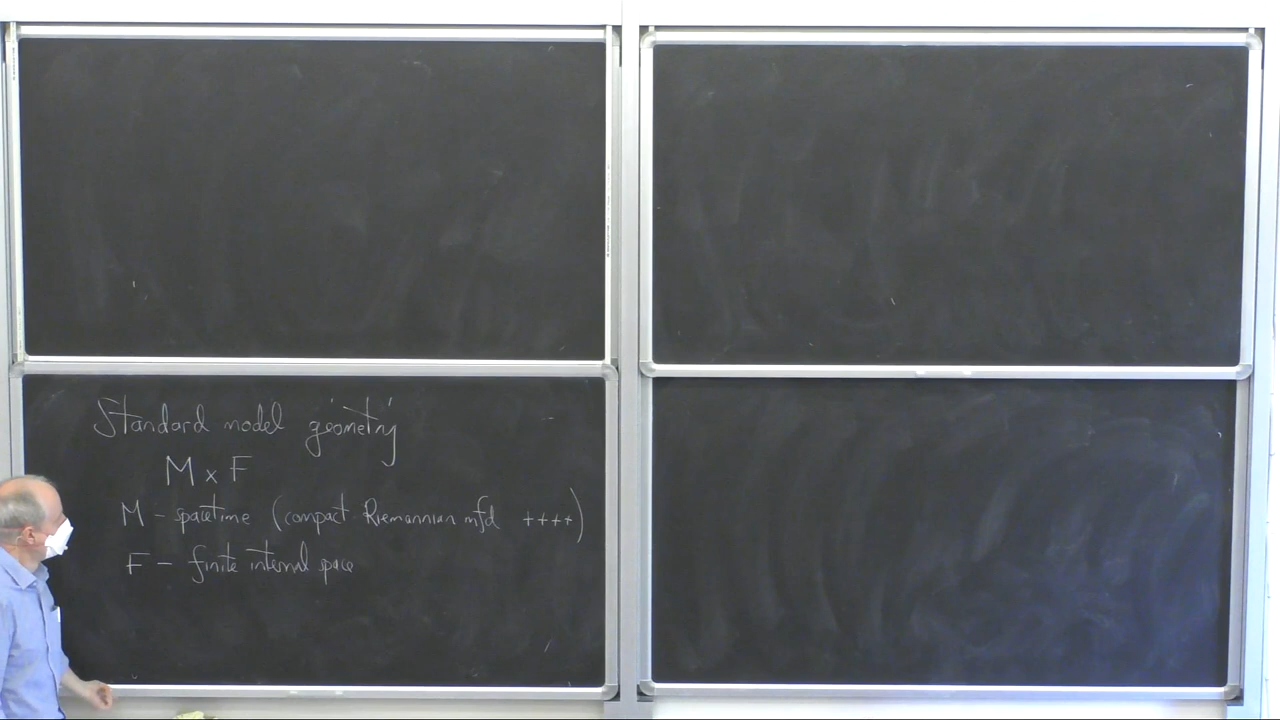 Standard model 'geometry'
M × F
M – spacetime (compact Riemannian mfd ++++)
F – finite internal space